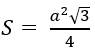 S = a²√3 / 4